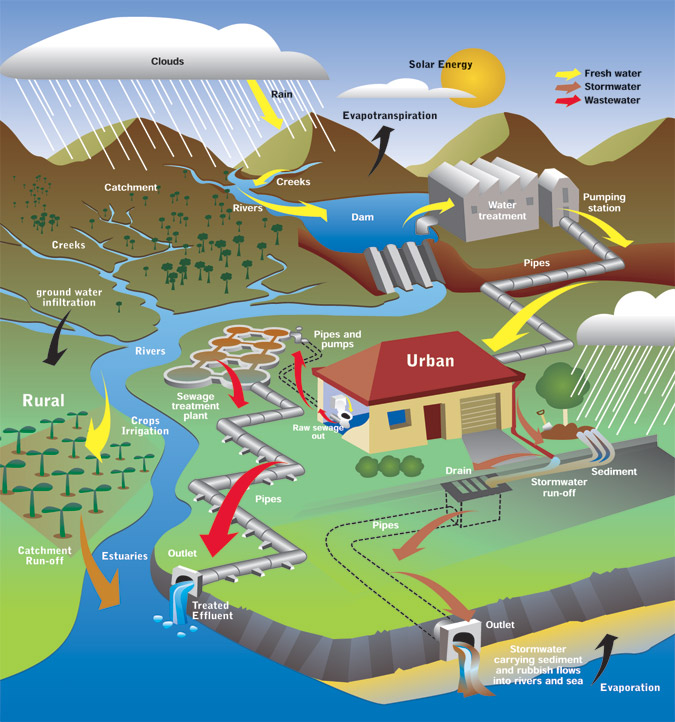 Clouds
Solar Energy
Fresh water
Stormwater
Wastewater
Rain
Evapotranspiration
Catchment
Creeks
Rivers
Dam
Water
treatment
Pumping
station
Creeks
Pipes
ground water
infiltration
Rivers
Pipes and
pumps
Urban
Rural
Sewage
treatment
plant
Crops
Irrigation
Raw sewage
out
Drain
Sediment
Stormwater
run-off
Pipes
Pipes
Catchment
Run-off
Estuaries
Outlet
Treated
Effluent
Outlet
Stormwater
carrying sediment
and rubbish flows
into rivers and sea
Evaporation